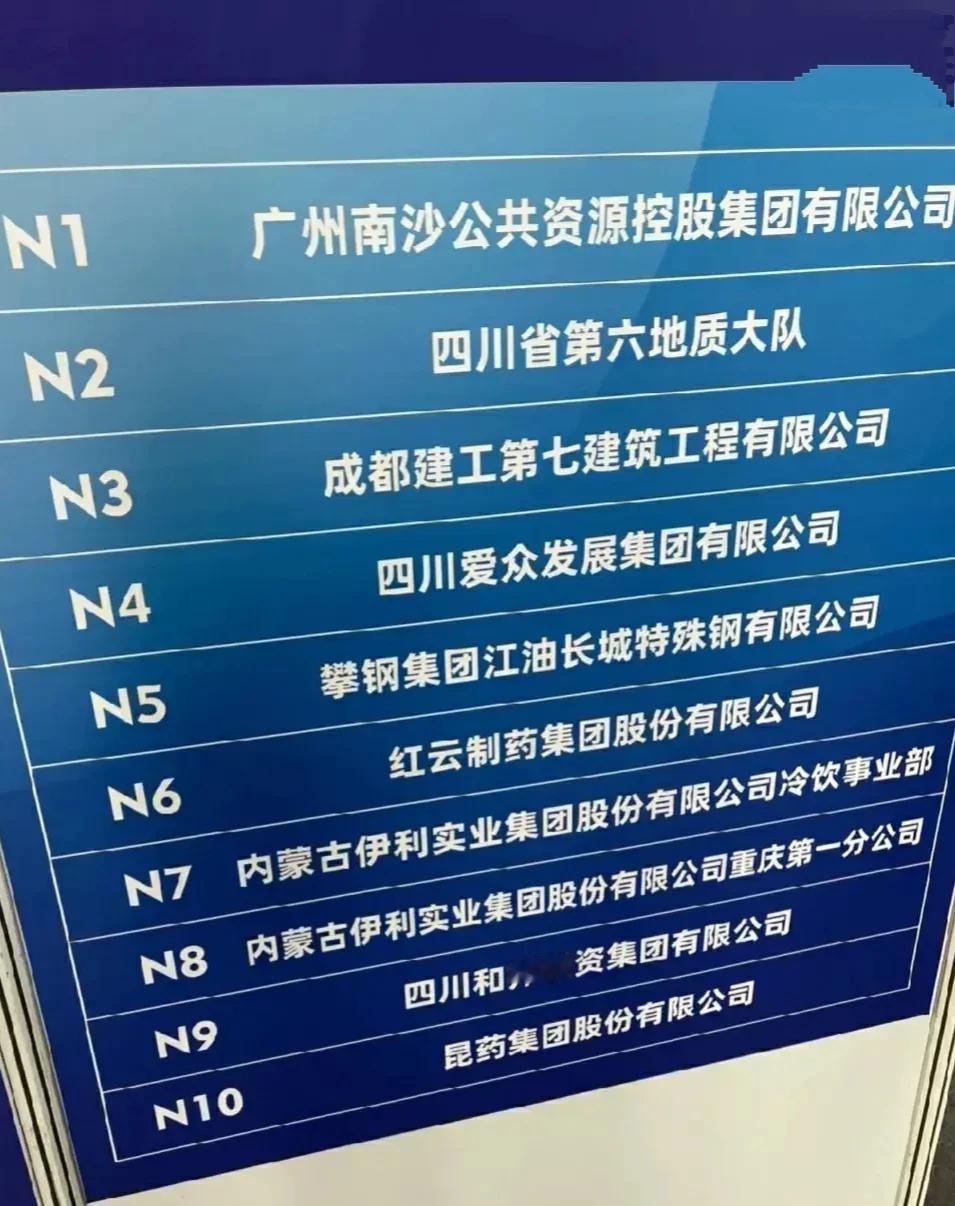 N1 广州南沙公共资源控股集团有限公司
N2 四川省第六地质大队
N3 成都建工第七建筑工程有限公司
N4 四川爱众发展集团有限公司
N5 攀钢集团江油长城特殊钢有限公司
N6 红云制药集团股份有限公司
N7 内蒙古伊利实业集团股份有限公司冷饮事业部
N8 内蒙古伊利实业集团股份有限公司重庆第一分公司
N9 四川和资集团有限公司
N10 昆药集团股份有限公司